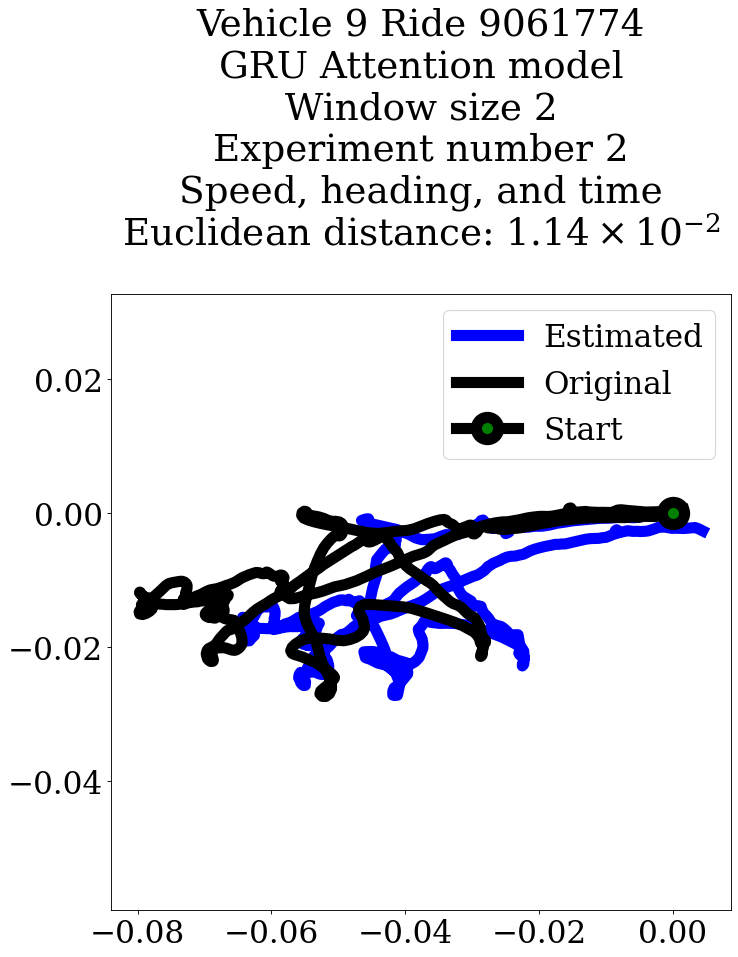 Vehicle 9 Ride 9061774
GRU Attention model
Window size 2
Experiment number 2
Speed, heading, and time
Euclidean distance: 1.14 × 10⁻²
Estimated
Original
Start
0.02
0.00
−0.02
−0.04
−0.08 −0.06 −0.04 −0.02 0.00